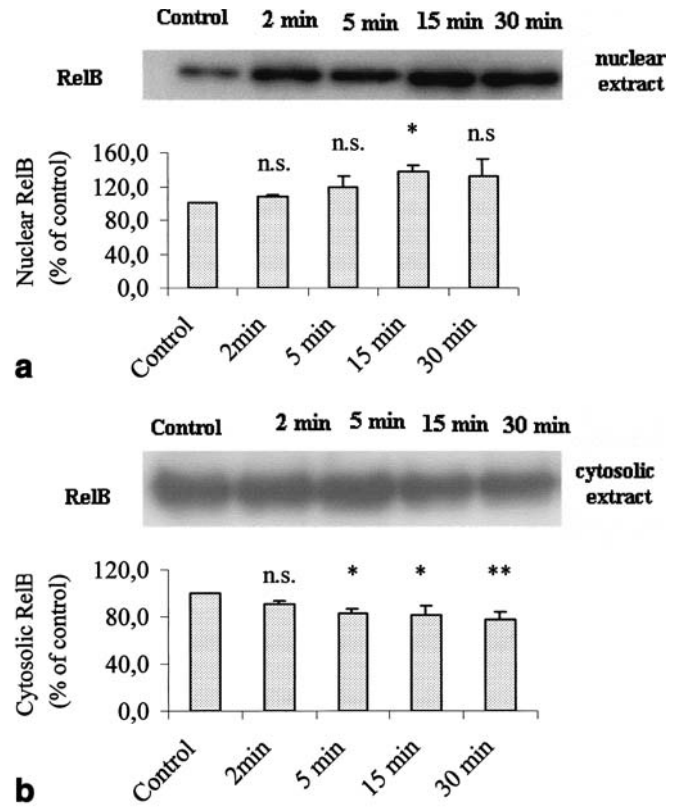 Control 2 min 5 min 15 min 30 min
RelB
nuclear
extract
Nuclear RelB
(% of control)
160,0
120,0
80,0
40,0
0,0
n.s.
n.s.
*
n.s
Control
2min
5 min
15 min
30 min
a
Control 2 min 5 min 15 min 30 min
RelB
cytosolic
extract
Cytosolic RelB
(% of control)
120,0
80,0
40,0
0,0
n.s.
*
*
**
Control
2min
5 min
15 min
30 min
b